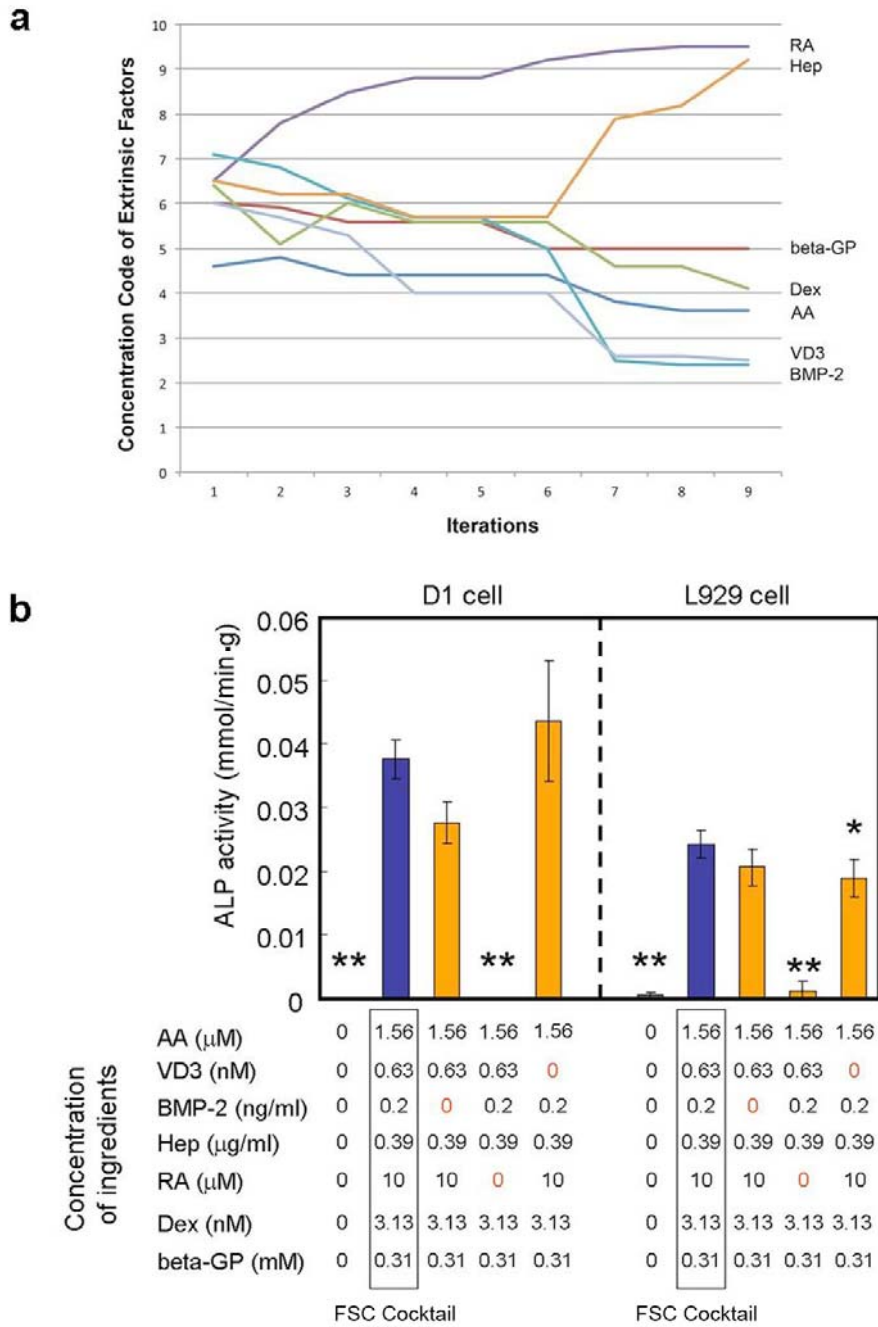 a
10
9
8
7
6
5
4
3
2
1
0
Concentration Code of Extrinsic Factors
1 2 3 4 5 6 7 8 9
Iterations
RA
Hep
beta-GP
Dex
AA
VD3
BMP-2
b
D1 cell L929 cell
0.06
0.05
0.04
0.03
0.02
0.01
0
ALP activity (mmol/min·g)
** ** ** ** *
Concentration
of ingredients
AA (μM) 0 1.56 1.56 1.56 1.56 0 1.56 1.56 1.56 1.56
VD3 (nM) 0 0.63 0.63 0.63 0 0 0.63 0.63 0.63 0
BMP-2 (ng/ml) 0 0.2 0 0.2 0.2 0 0.2 0 0.2 0.2
Hep (μg/ml) 0 0.39 0.39 0.39 0.39 0 0.39 0.39 0.39 0.39
RA (μM) 0 10 10 0 10 0 10 10 0 10
Dex (nM) 0 3.13 3.13 3.13 3.13 0 3.13 3.13 3.13 3.13
beta-GP (mM) 0 0.31 0.31 0.31 0.31 0 0.31 0.31 0.31 0.31
FSC Cocktail FSC Cocktail